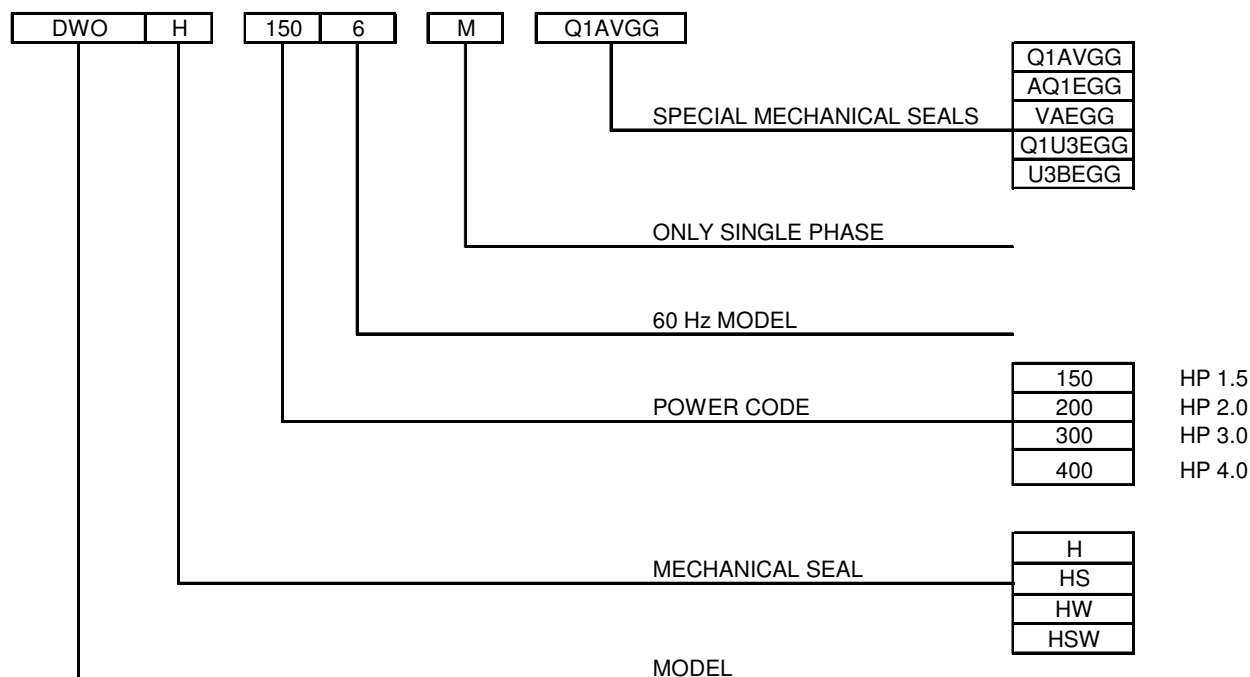 DWO H 150 6 M Q1AVGG
Q1AVGG
AQ1EGG
SPECIAL MECHANICAL SEALS VAEGG
Q1U3EGG
U3BEGG
ONLY SINGLE PHASE
60 Hz MODEL
150 HP 1.5
POWER CODE 200 HP 2.0
300 HP 3.0
400 HP 4.0
H
MECHANICAL SEAL HS
HW
HSW
MODEL